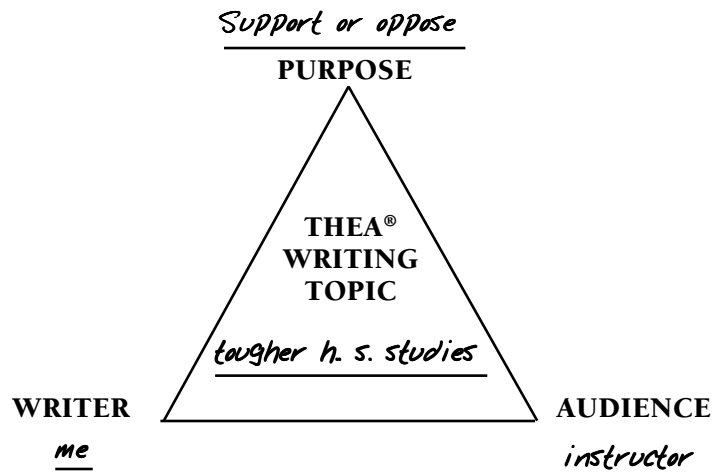 Support or oppose
PURPOSE
THEA®
WRITING
TOPIC
tougher h. s. studies
WRITER
AUDIENCE
me
instructor